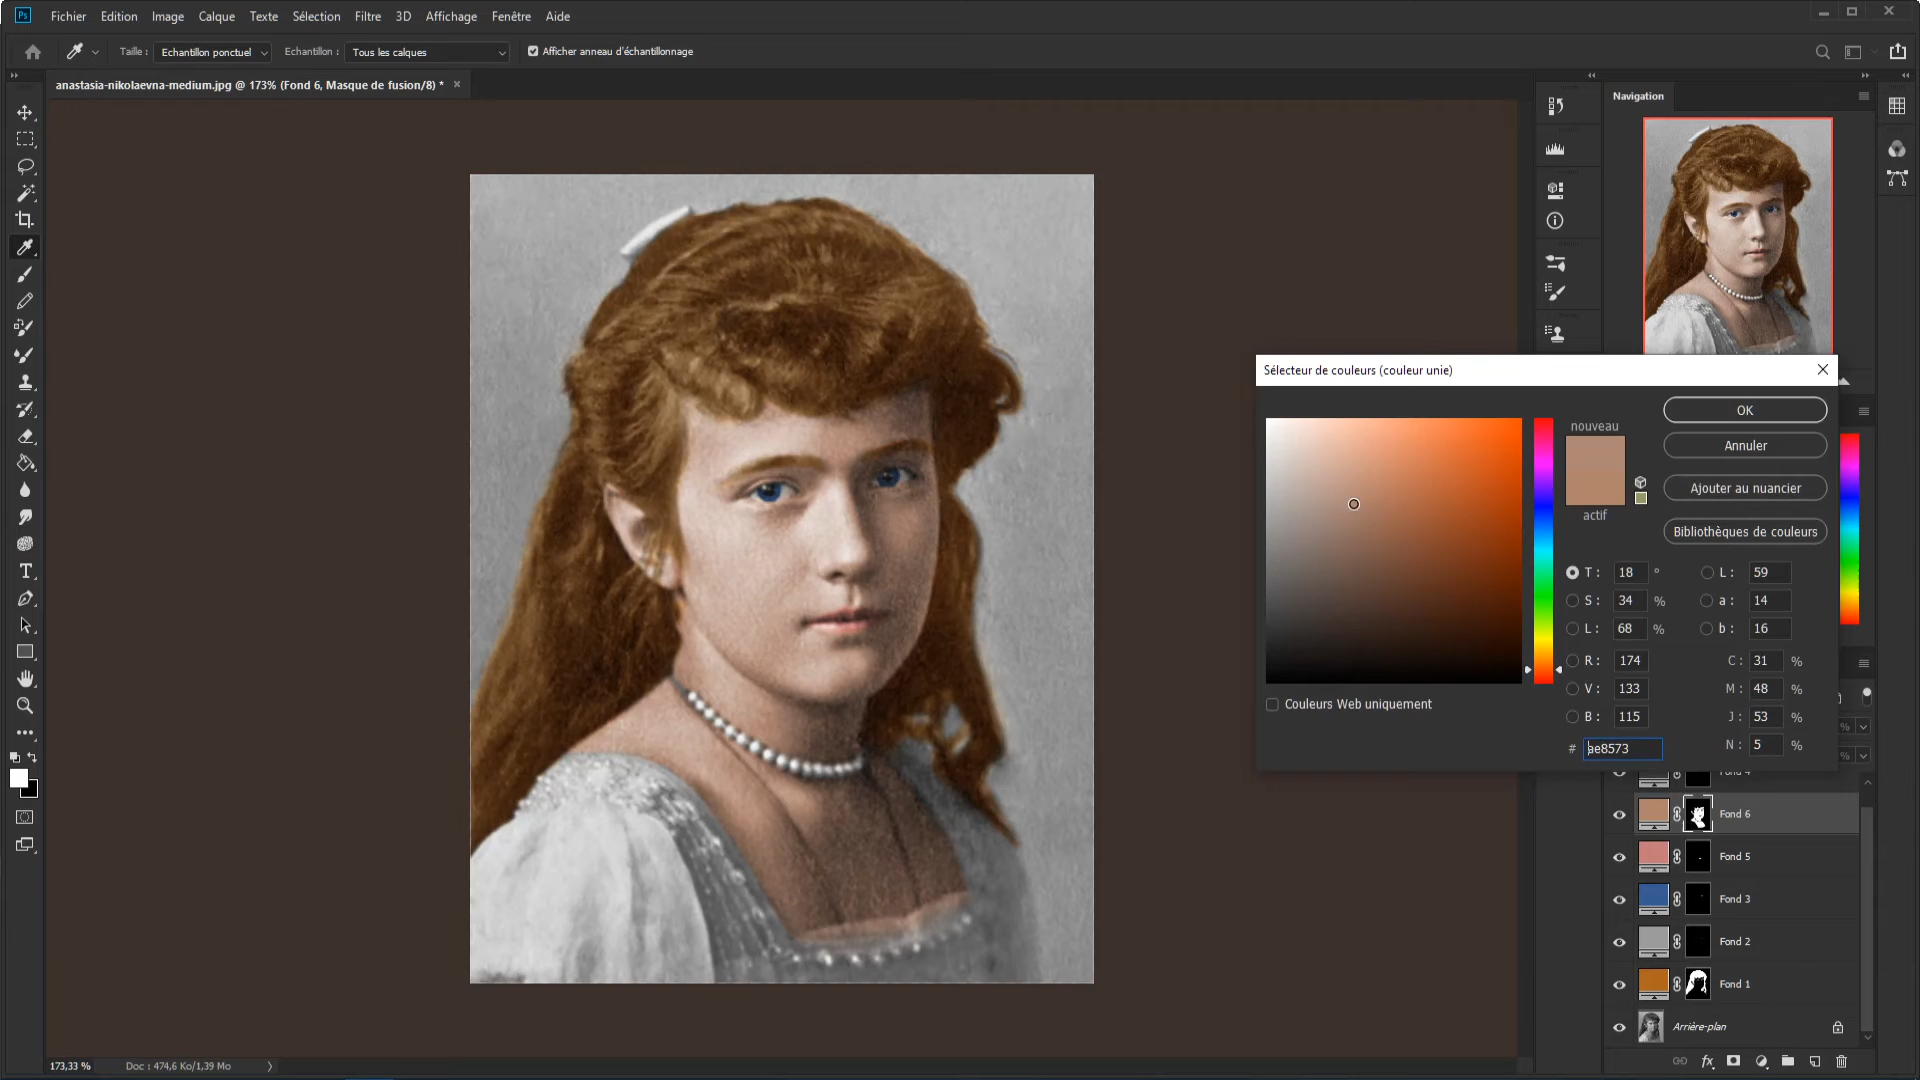 Ps
Fichier Edition Image Calque Texte Sélection Filtre 3D Affichage Fenêtre Aide
Taille : Echantillon ponctuel Echantillon : Tous les calques Afficher anneau d'échantillonnage
anastasia-nikolaevna-medium.jpg @ 173% (Fond 6, Masque de fusion/8) * ×
Navigation
Sélecteur de couleurs (couleur unie)
OK
nouveau
Annuler
Ajouter au nuancier
actif
Bibliothèques de couleurs
T : 18 ° L : 59
S : 34 % a : 14
L : 68 % b : 16
R : 174 C : 31 %
V : 133 M : 48 %
B : 115 J : 53 %
# ae8573 N : 5 %
Couleurs Web uniquement
%
%
Fond 4
Fond 6
Fond 5
Fond 3
Fond 2
Fond 1
Arrière-plan
fx
173,33 % Doc : 474,6 Ko/1,39 Mo